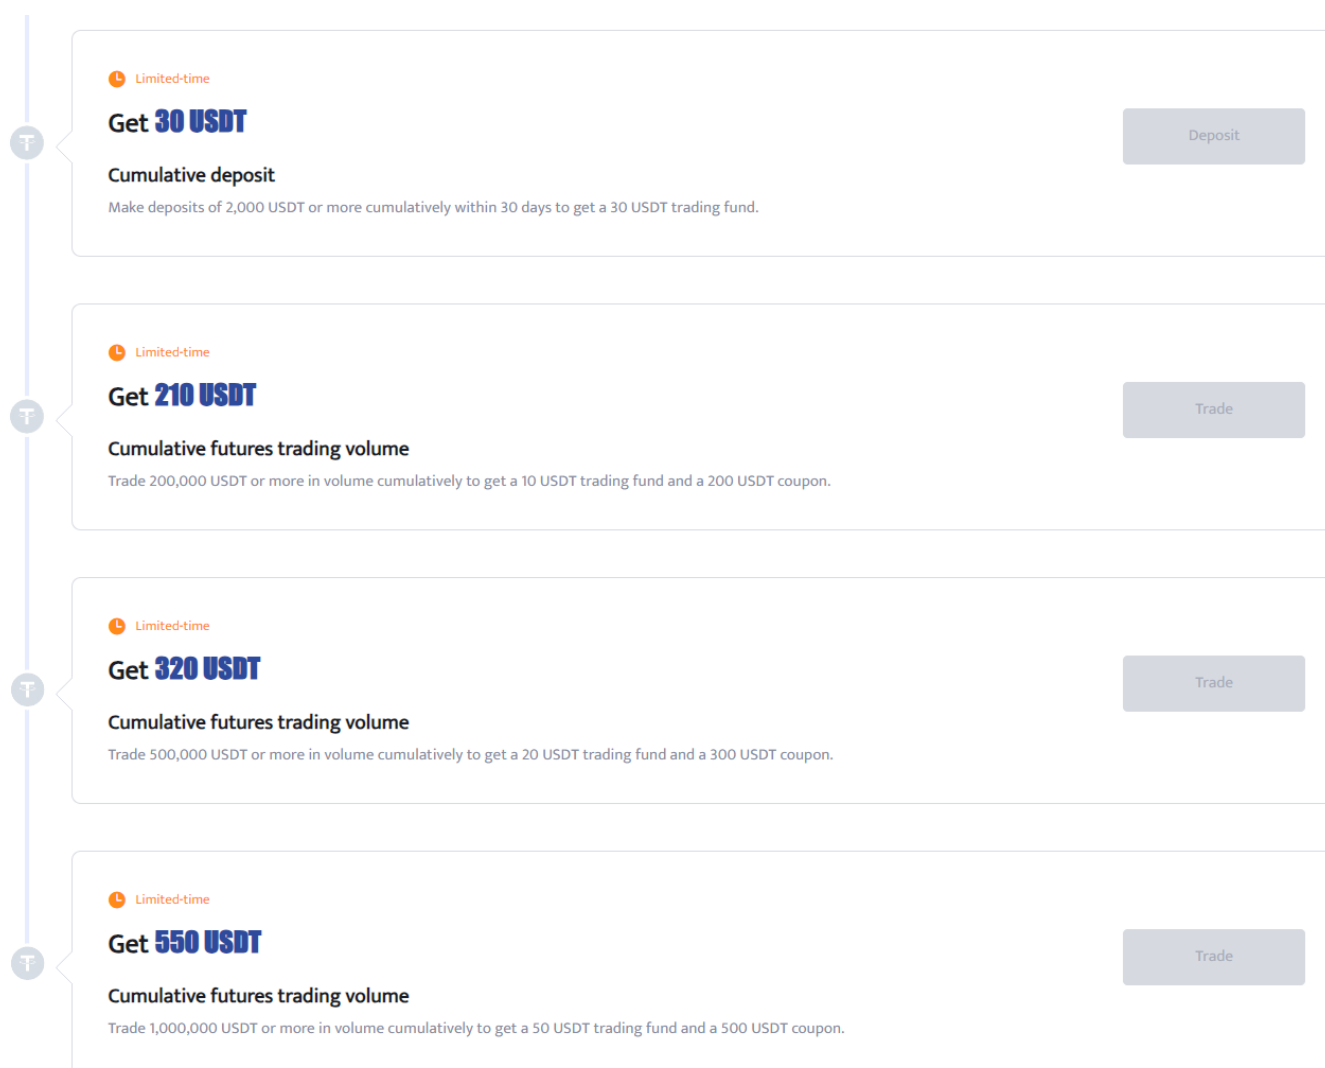 Limited-time
Get 30 USDT
Deposit
Cumulative deposit
Make deposits of 2,000 USDT or more cumulatively within 30 days to get a 30 USDT trading fund.
Limited-time
Get 210 USDT
Trade
Cumulative futures trading volume
Trade 200,000 USDT or more in volume cumulatively to get a 10 USDT trading fund and a 200 USDT coupon.
Limited-time
Get 320 USDT
Trade
Cumulative futures trading volume
Trade 500,000 USDT or more in volume cumulatively to get a 20 USDT trading fund and a 300 USDT coupon.
Limited-time
Get 550 USDT
Trade
Cumulative futures trading volume
Trade 1,000,000 USDT or more in volume cumulatively to get a 50 USDT trading fund and a 500 USDT coupon.